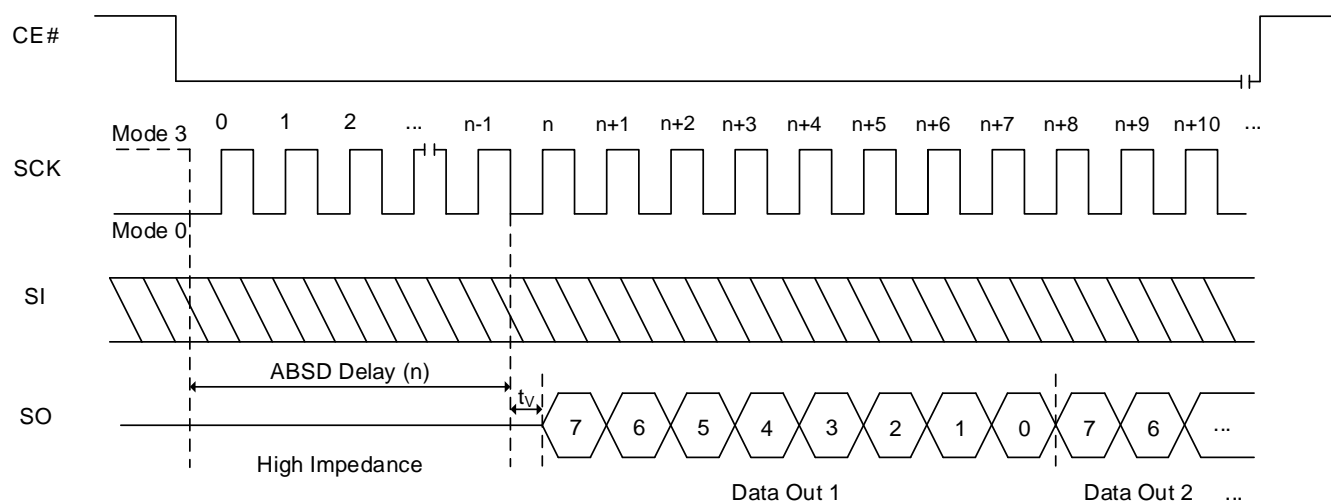 CE#
0 1 2 ... n-1 n n+1 n+2 n+3 n+4 n+5 n+6 n+7 n+8 n+9 n+10 ...
Mode 3
SCK
Mode 0
SI
ABSD Delay (n)
tV
SO
7 6 5 4 3 2 1 0 7 6 ...
High Impedance
Data Out 1 Data Out 2 ...